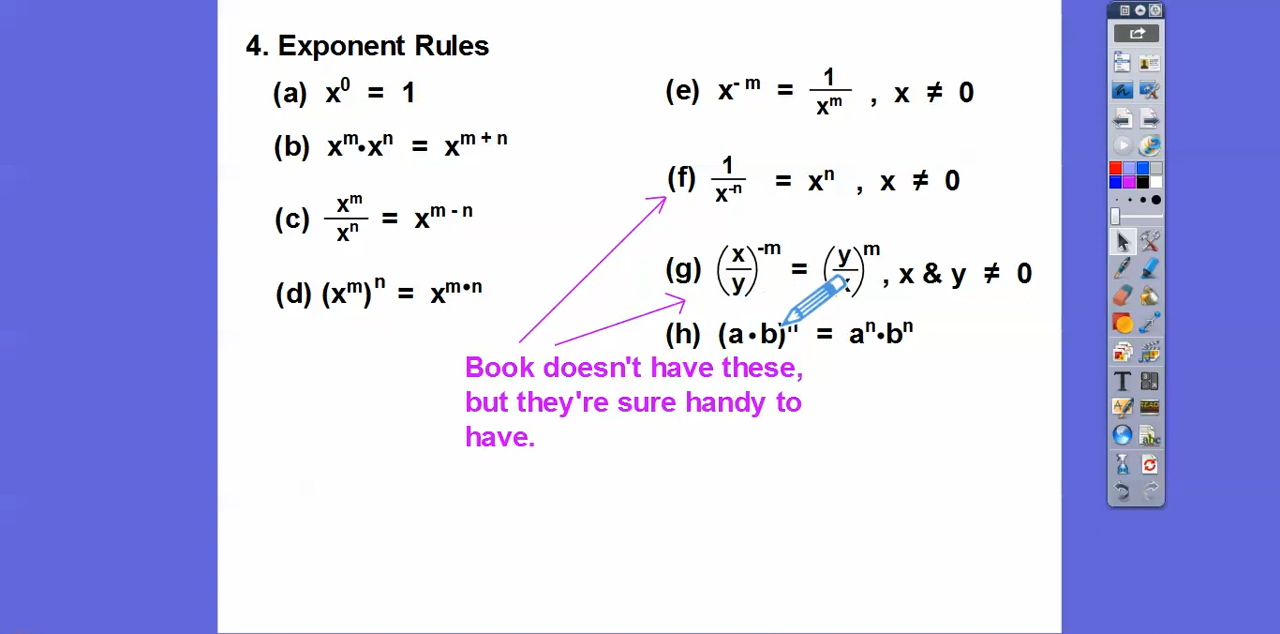 4. Exponent Rules
(a) x⁰ = 1
(b) xᵐ•xⁿ = xᵐ ⁺ ⁿ
(c) xᵐ/xⁿ = xᵐ ⁻ ⁿ
(d) (xᵐ)ⁿ = xᵐ•ⁿ
(e) x⁻ᵐ = 1/xᵐ , x ≠ 0
(f) 1/x⁻ⁿ = xⁿ , x ≠ 0
(g) (x/y)⁻ᵐ = (y/ )ᵐ , x & y ≠ 0
(h) (a•b)ⁿ = aⁿ•bⁿ
Book doesn't have these,
but they're sure handy to
have.